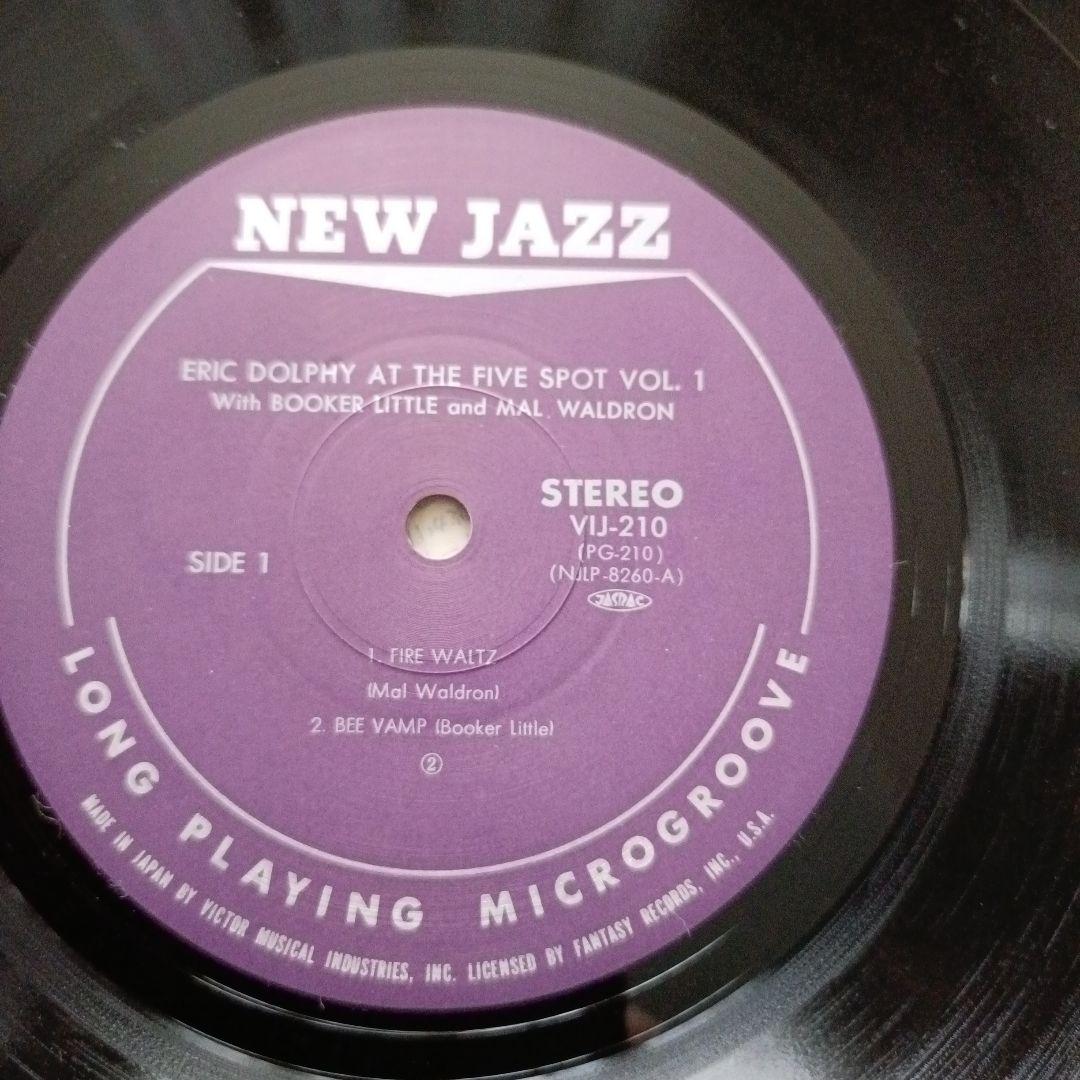 NEW JAZZ
ERIC DOLPHY AT THE FIVE SPOT VOL. 1
With BOOKER LITTLE and MAL WALDRON
STEREO
VIJ-210
(PG-210)
(NJLP-8260-A)
JASRAC
SIDE 1
1. FIRE WALTZ
(Mal Waldron)
2. BEE VAMP (Booker Little)
②
LONG PLAYING MICROGROOVE
MADE IN JAPAN BY VICTOR MUSICAL INDUSTRIES, INC. LICENSED BY FANTASY RECORDS, INC., U.S.A.